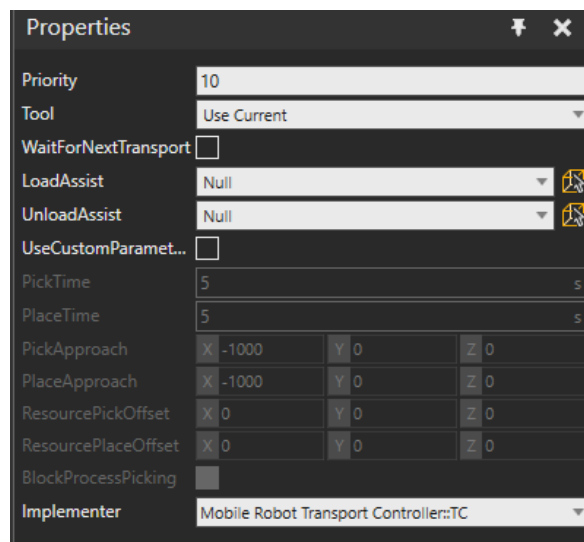 Properties
Priority 10
Tool Use Current
WaitForNextTransport
LoadAssist Null
UnloadAssist Null
UseCustomParamet...
PickTime 5 s
PlaceTime 5 s
PickApproach X -1000 Y 0 Z 0
PlaceApproach X -1000 Y 0 Z 0
ResourcePickOffset X 0 Y 0 Z 0
ResourcePlaceOffset X 0 Y 0 Z 0
BlockProcessPicking
Implementer Mobile Robot Transport Controller::TC